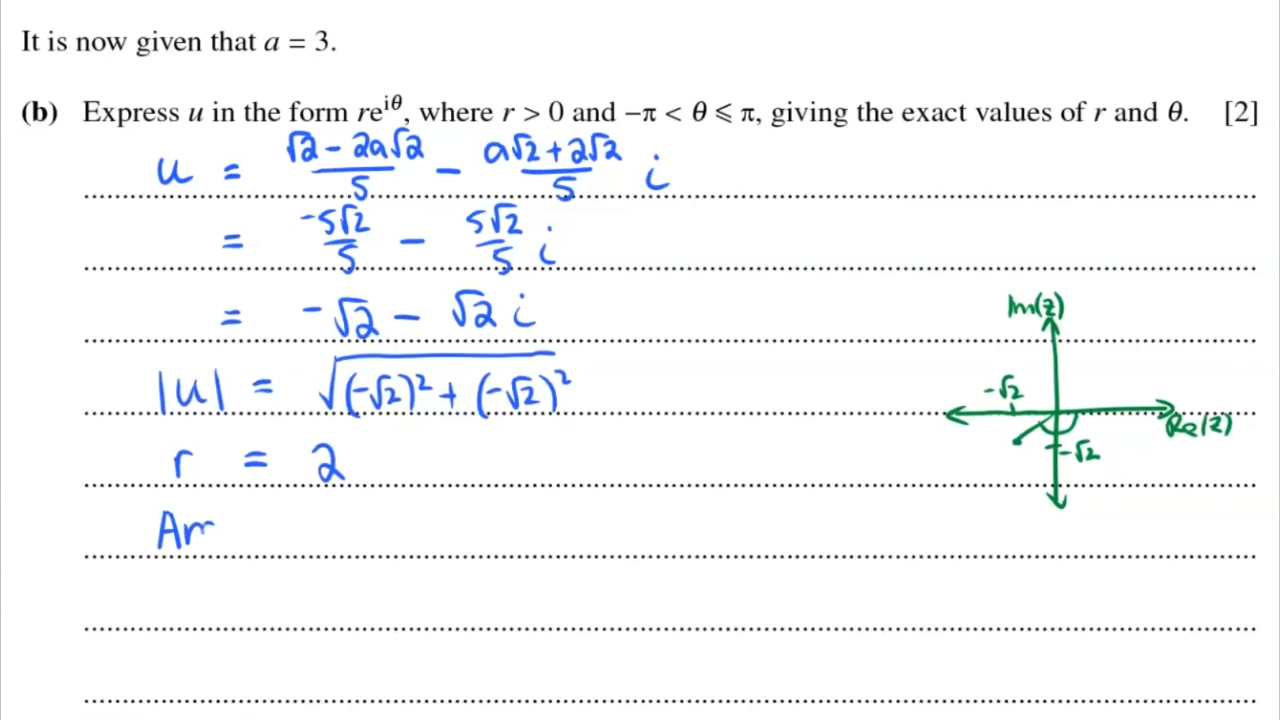 It is now given that a = 3.
(b) Express u in the form re^{iθ}, where r > 0 and −π < θ ⩽ π, giving the exact values of r and θ. [2]
u = (√2 − 2a√2)/5 − (a√2 + 2√2)/5 i
= −5√2/5 − 5√2/5 i
= −√2 − √2 i
|u| = √((−√2)² + (−√2)²)
r = 2
Ar
Im(z)
−√2
Re(z)
−√2